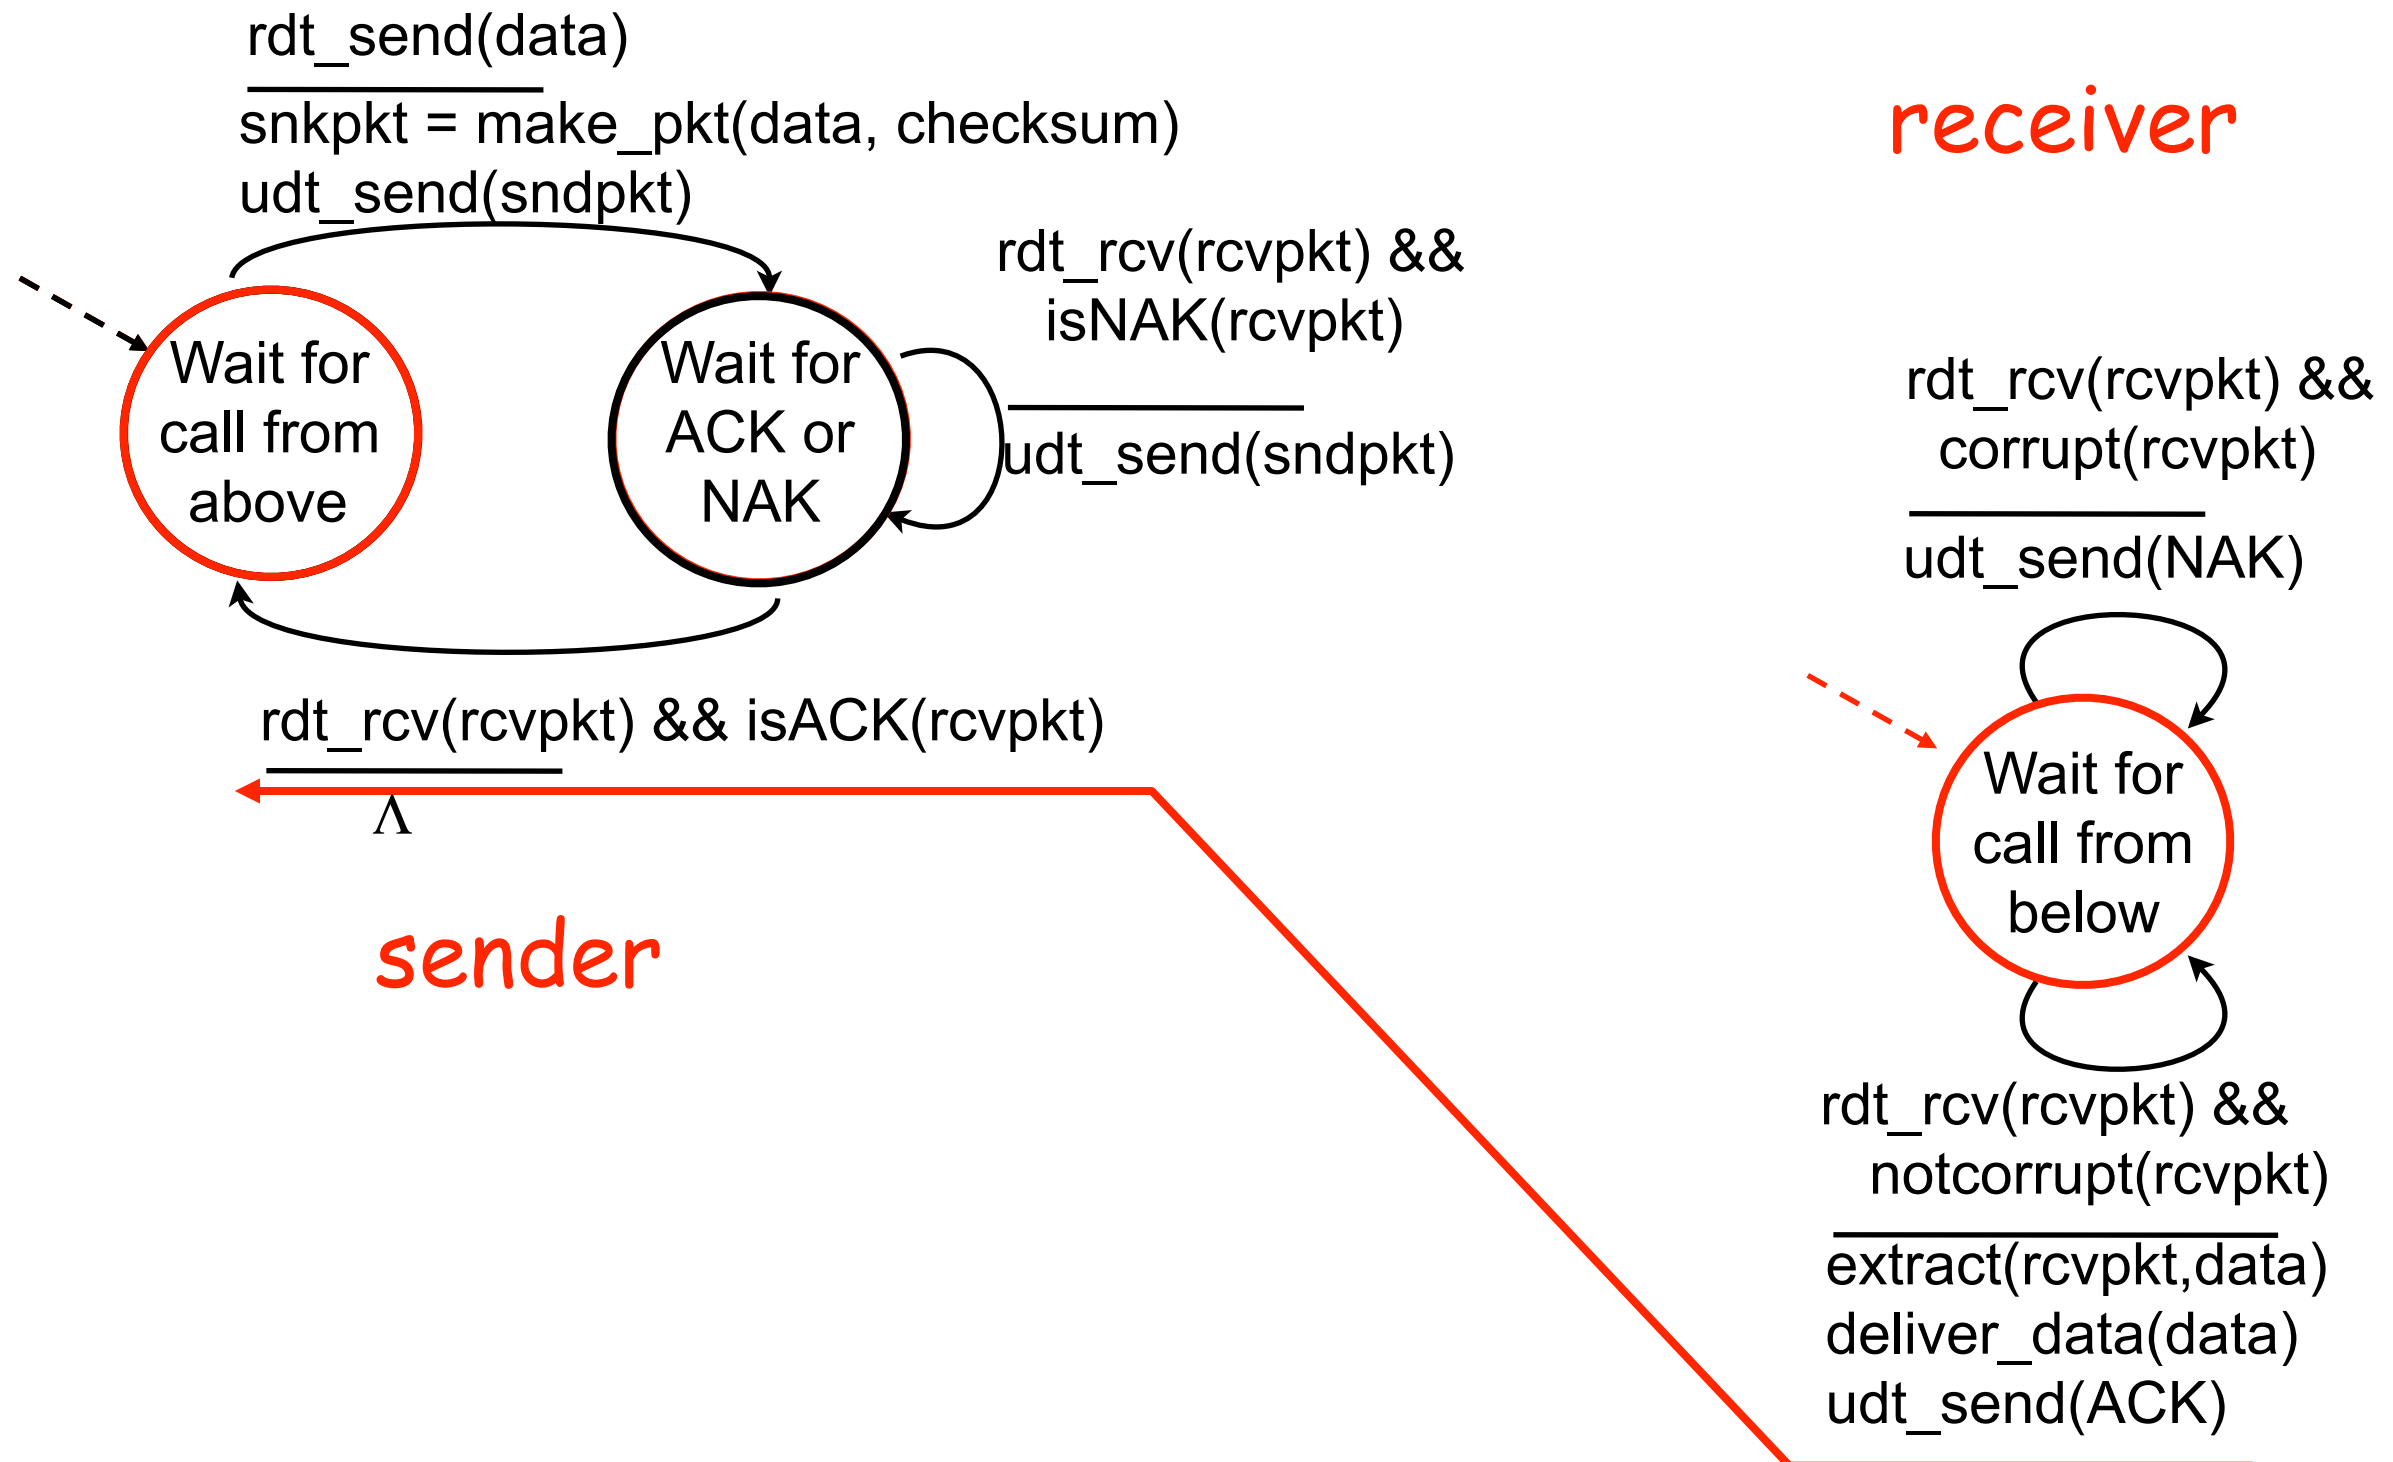 rdt_send(data)
snkpkt = make_pkt(data, checksum)
udt_send(sndpkt)
receiver
rdt_rcv(rcvpkt) &&
isNAK(rcvpkt)
udt_send(sndpkt)
Wait for
call from
above
Wait for
ACK or
NAK
rdt_rcv(rcvpkt) && isACK(rcvpkt)
Λ
sender
rdt_rcv(rcvpkt) &&
corrupt(rcvpkt)
udt_send(NAK)
Wait for
call from
below
rdt_rcv(rcvpkt) &&
notcorrupt(rcvpkt)
extract(rcvpkt,data)
deliver_data(data)
udt_send(ACK)